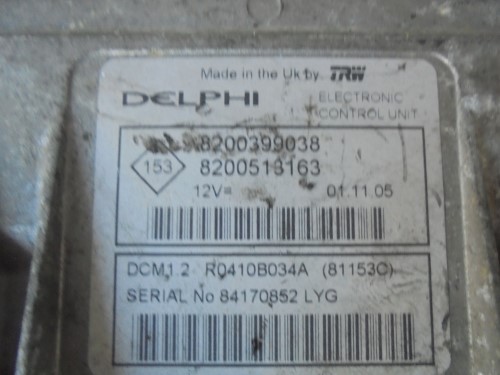 Made in the Uk by TRW
DELPHI ELECTRONIC
CONTROL UNIT
8200399038
153 8200513163
12V= 01.11.05
DCM1.2 R0410B034A (81153C)
SERIAL No 84170852 LYG